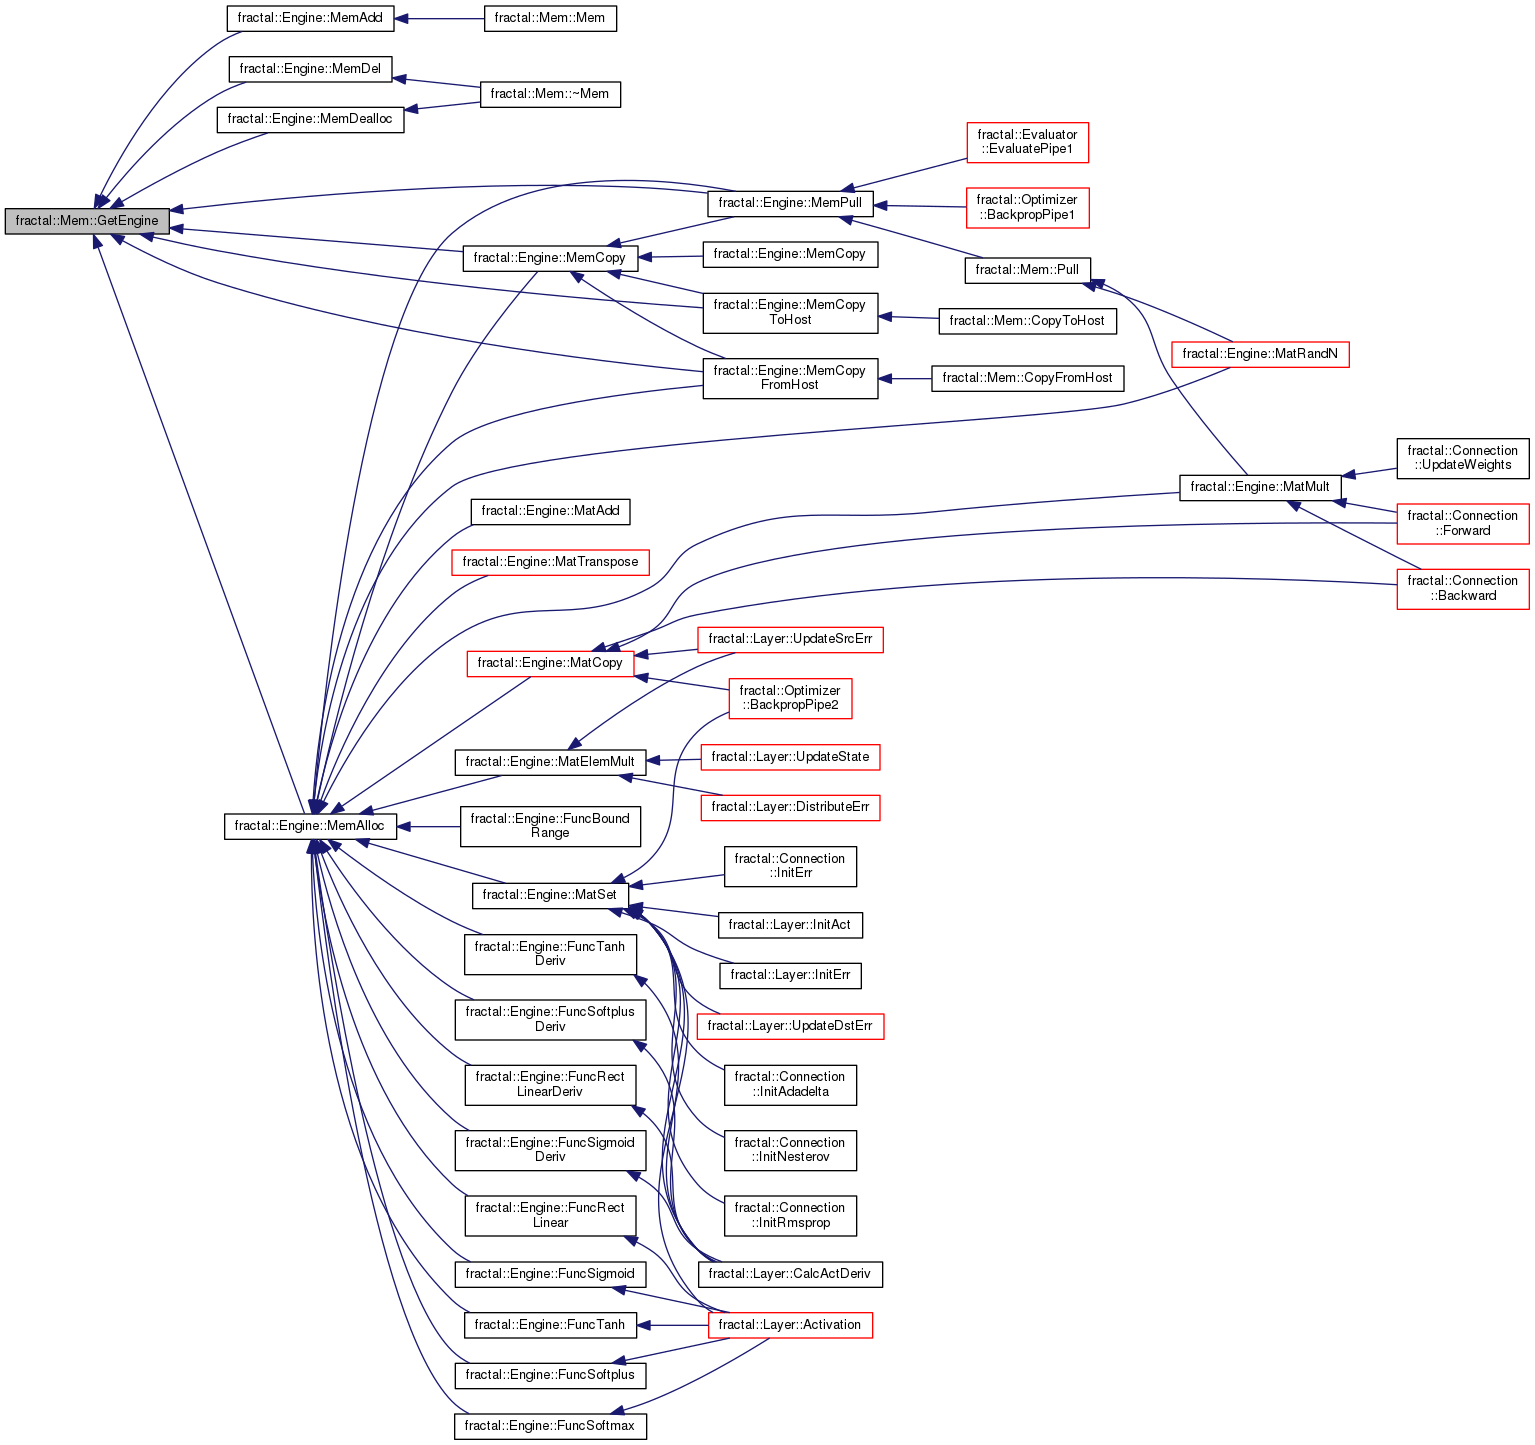 fractal::Engine::MemAdd
fractal::Mem::Mem
fractal::Engine::MemDel
fractal::Mem::~Mem
fractal::Engine::MemDealloc
fractal::Evaluator
::EvaluatePipe1
fractal::Mem::GetEngine
fractal::Engine::MemPull
fractal::Optimizer
::BackpropPipe1
fractal::Engine::MemCopy
fractal::Engine::MemCopy
fractal::Mem::Pull
fractal::Engine::MemCopy
ToHost
fractal::Mem::CopyToHost
fractal::Engine::MatRandN
fractal::Engine::MemCopy
FromHost
fractal::Mem::CopyFromHost
fractal::Connection
::UpdateWeights
fractal::Engine::MatMult
fractal::Engine::MatAdd
fractal::Connection
::Forward
fractal::Engine::MatTranspose
fractal::Connection
::Backward
fractal::Layer::UpdateSrcErr
fractal::Engine::MatCopy
fractal::Optimizer
::BackpropPipe2
fractal::Engine::MatElemMult
fractal::Layer::UpdateState
fractal::Layer::DistributeErr
fractal::Engine::MemAlloc
fractal::Engine::FuncBound
Range
fractal::Connection
::InitErr
fractal::Engine::MatSet
fractal::Layer::InitAct
fractal::Engine::FuncTanh
Deriv
fractal::Layer::InitErr
fractal::Engine::FuncSoftplus
Deriv
fractal::Layer::UpdateDstErr
fractal::Engine::FuncRect
LinearDeriv
fractal::Connection
::InitAdadelta
fractal::Engine::FuncSigmoid
Deriv
fractal::Connection
::InitNesterov
fractal::Engine::FuncRect
Linear
fractal::Connection
::InitRmsprop
fractal::Engine::FuncSigmoid
fractal::Layer::CalcActDeriv
fractal::Engine::FuncTanh
fractal::Layer::Activation
fractal::Engine::FuncSoftplus
fractal::Engine::FuncSoftmax